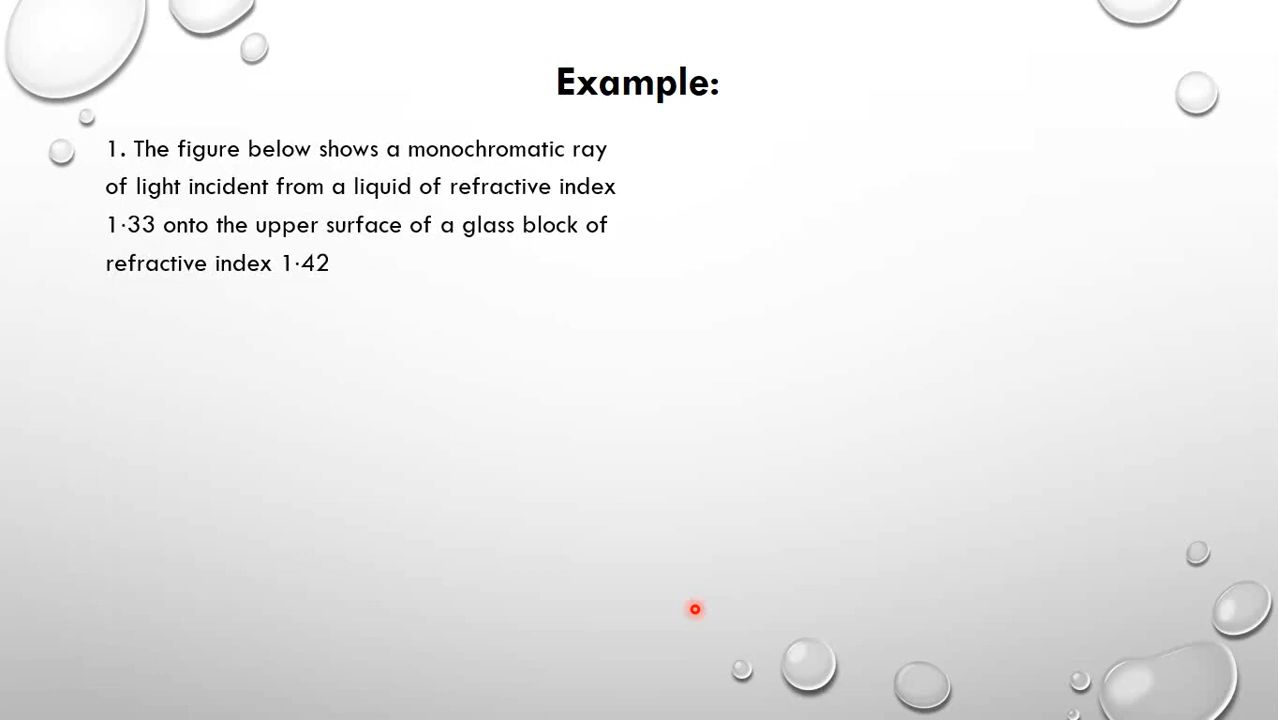 Example:
1. The figure below shows a monochromatic ray
of light incident from a liquid of refractive index
1·33 onto the upper surface of a glass block of
refractive index 1·42